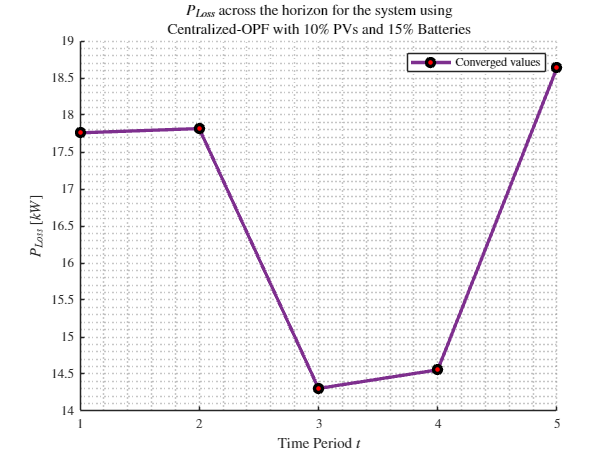 P_Loss across the horizon for the system using
Centralized-OPF with 10% PVs and 15% Batteries
19
18.5
18
17.5
17
16.5
16
15.5
15
14.5
14
P_Loss [kW]
Converged values
1 2 3 4 5
Time Period t